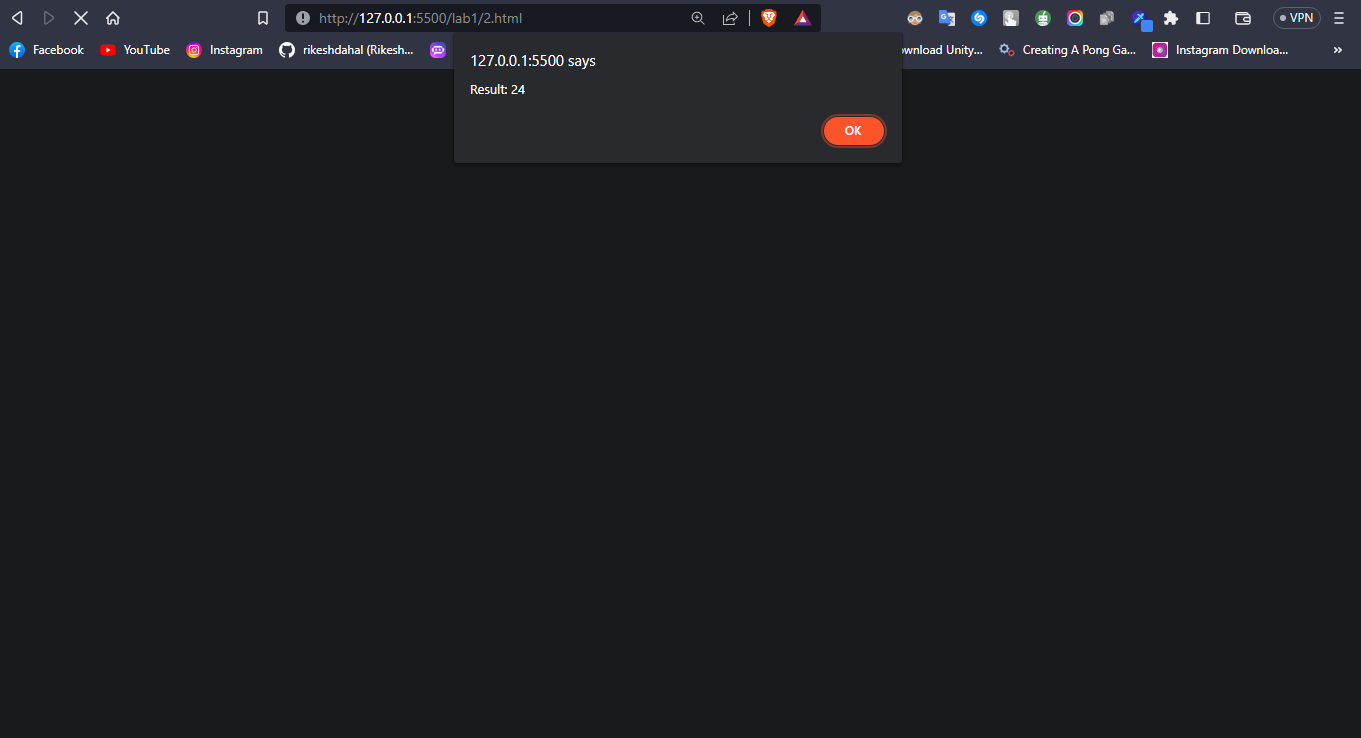 http://127.0.0.1:5500/lab1/2.html
VPN
Facebook
YouTube
Instagram
rikeshdahal (Rikesh...
ownload Unity...
Creating A Pong Ga...
Instagram Downloa...
»
127.0.0.1:5500 says
Result: 24
OK